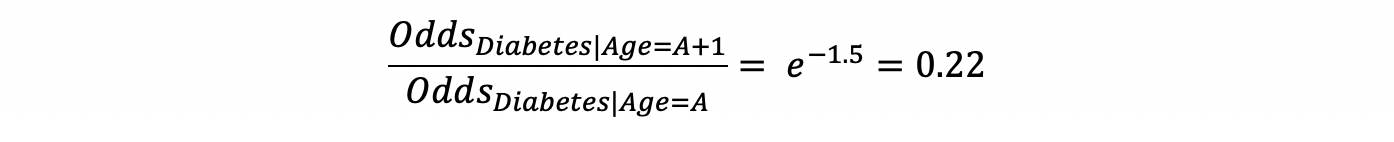 Odds_{Diabetes|Age=A+1}
= e^{-1.5} = 0.22
Odds_{Diabetes|Age=A}